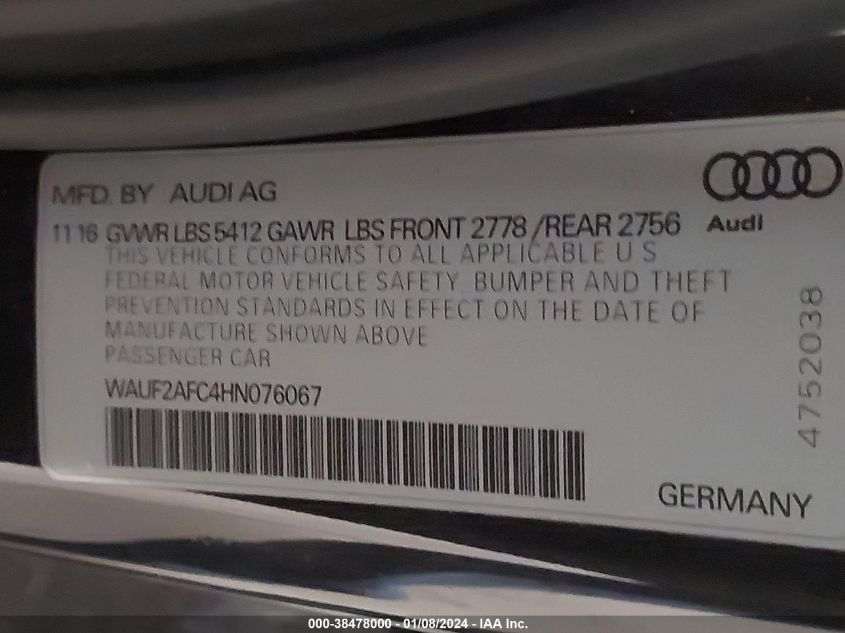 MFD. BY AUDI AG
11 16 GVWR LBS 5412 GAWR LBS FRONT 2778 /REAR 2756
Audi
THIS VEHICLE CONFORMS TO ALL APPLICABLE U S
FEDERAL MOTOR VEHICLE SAFETY, BUMPER AND THEFT
PREVENTION STANDARDS IN EFFECT ON THE DATE OF
MANUFACTURE SHOWN ABOVE
PASSENGER CAR
WAUF2AFC4HN076067
4752038
GERMANY
000-38478000 - 01/08/2024 - IAA Inc.